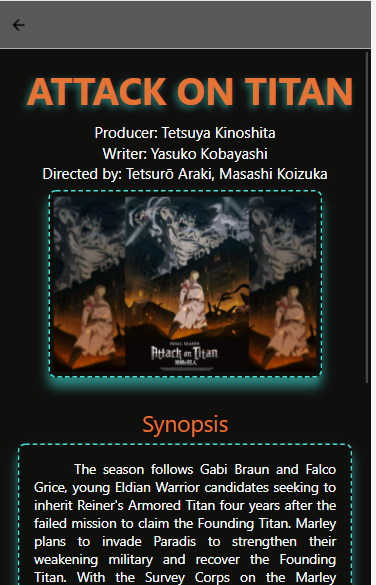 ATTACK ON TITAN
Producer: Tetsuya Kinoshita
Writer: Yasuko Kobayashi
Directed by: Tetsurō Araki, Masashi Koizuka
FINAL SEASON
Attack on Titan
進撃の巨人
Synopsis
The season follows Gabi Braun and Falco
Grice, young Eldian Warrior candidates seeking to
inherit Reiner's Armored Titan four years after the
failed mission to claim the Founding Titan. Marley
plans to invade Paradis to strengthen their
weakening military and recover the Founding
Titan. With the Survey Corps on the Marley